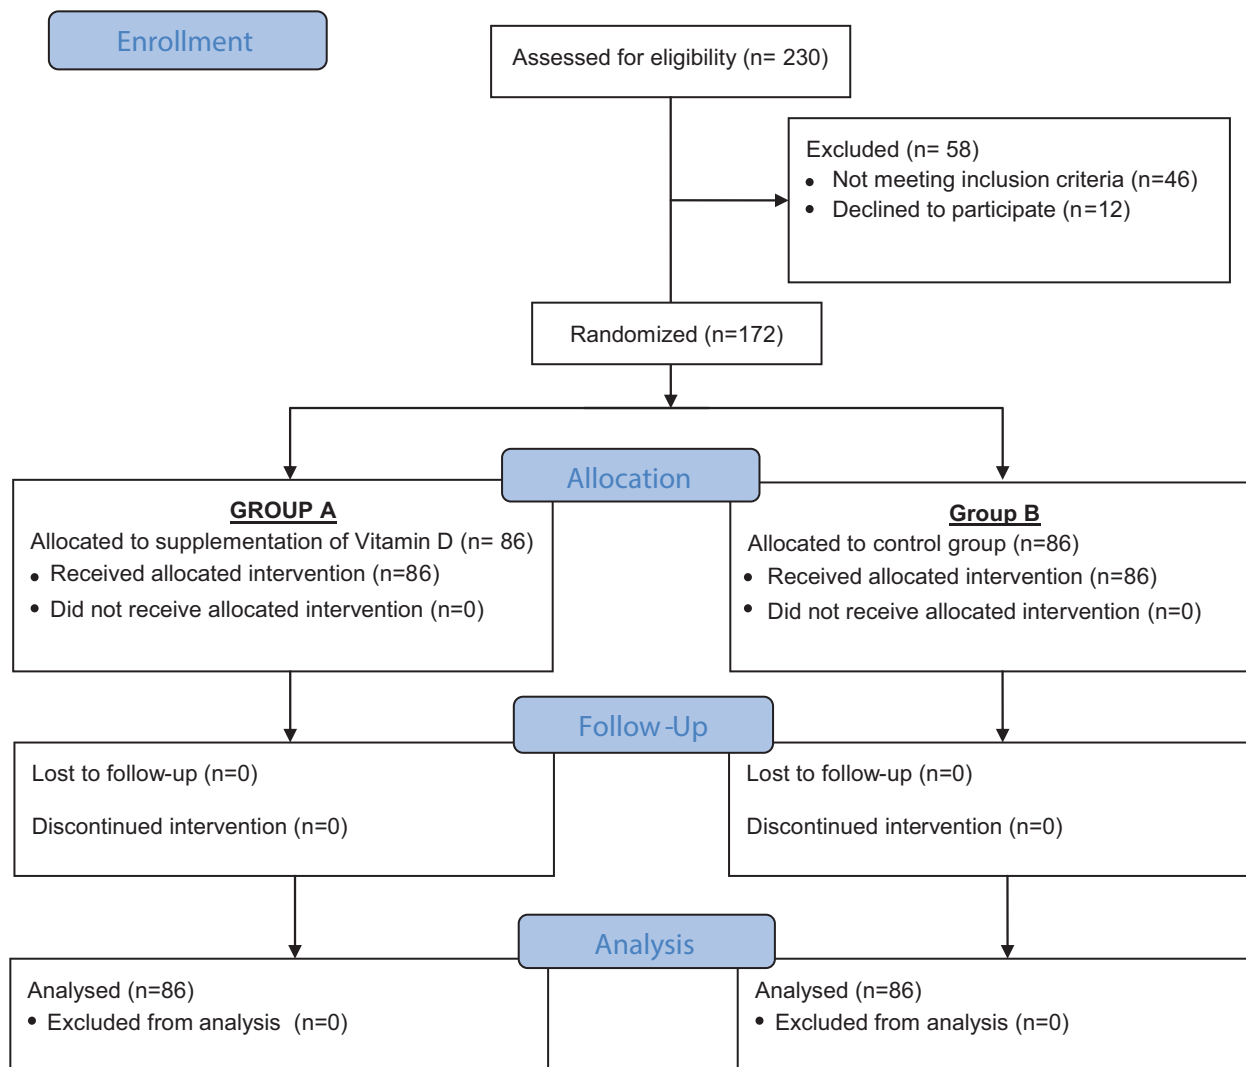 Enrollment
Assessed for eligibility (n= 230)
Excluded (n= 58)
• Not meeting inclusion criteria (n=46)
• Declined to participate (n=12)
Randomized (n=172)
Allocation
GROUP A
Allocated to supplementation of Vitamin D (n= 86)
• Received allocated intervention (n=86)
• Did not receive allocated intervention (n=0)
Group B
Allocated to control group (n=86)
• Received allocated intervention (n=86)
• Did not receive allocated intervention (n=0)
Follow-Up
Lost to follow-up (n=0)
Discontinued intervention (n=0)
Lost to follow-up (n=0)
Discontinued intervention (n=0)
Analysis
Analysed (n=86)
• Excluded from analysis (n=0)
Analysed (n=86)
• Excluded from analysis (n=0)